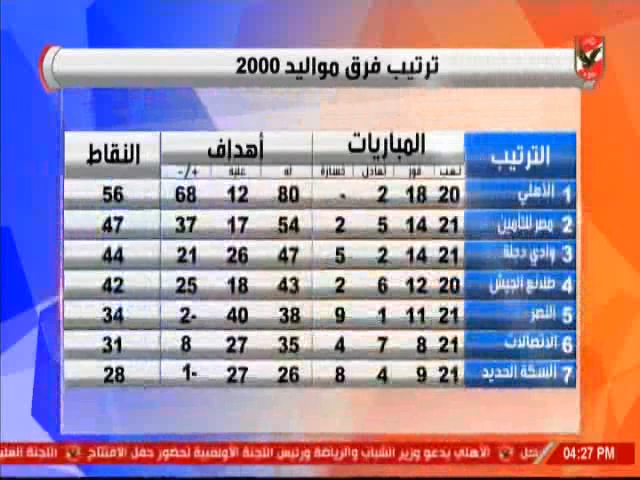 ترتيب فرق مواليد 2000
الترتيب المباريات أهداف النقاط
لعب فوز تعادل خسارة له عليه +/-
1 الأهلي 20 18 2 - 80 12 68 56
2 مصر للتأمين 21 14 5 2 54 17 37 47
3 وادي دجلة 21 14 2 5 47 26 21 44
4 طلائع الجيش 20 12 6 2 43 18 25 42
5 النصر 21 11 1 9 38 40 -2 34
6 الاتصالات 21 8 7 4 35 27 8 31
7 السكة الحديد 21 9 4 8 26 27 -1 28
الأهلي يدعو وزير الشباب والرياضة ورئيس اللجنة الأولمبية لحضور حفل الافتتاح اللجنة
04:27 PM